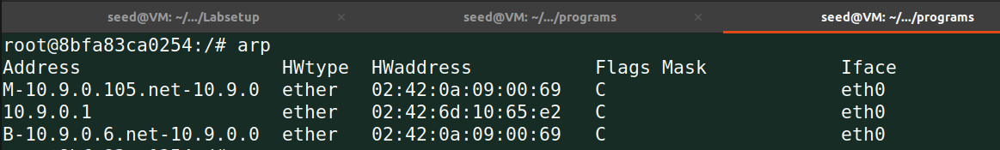 seed@VM: ~/.../Labsetup × seed@VM: ~/.../programs × seed@VM: ~/.../programs
root@8bfa83ca0254:/# arp
Address HWtype HWaddress Flags Mask Iface
M-10.9.0.105.net-10.9.0 ether 02:42:0a:09:00:69 C eth0
10.9.0.1 ether 02:42:6d:10:65:e2 C eth0
B-10.9.0.6.net-10.9.0.0 ether 02:42:0a:09:00:69 C eth0